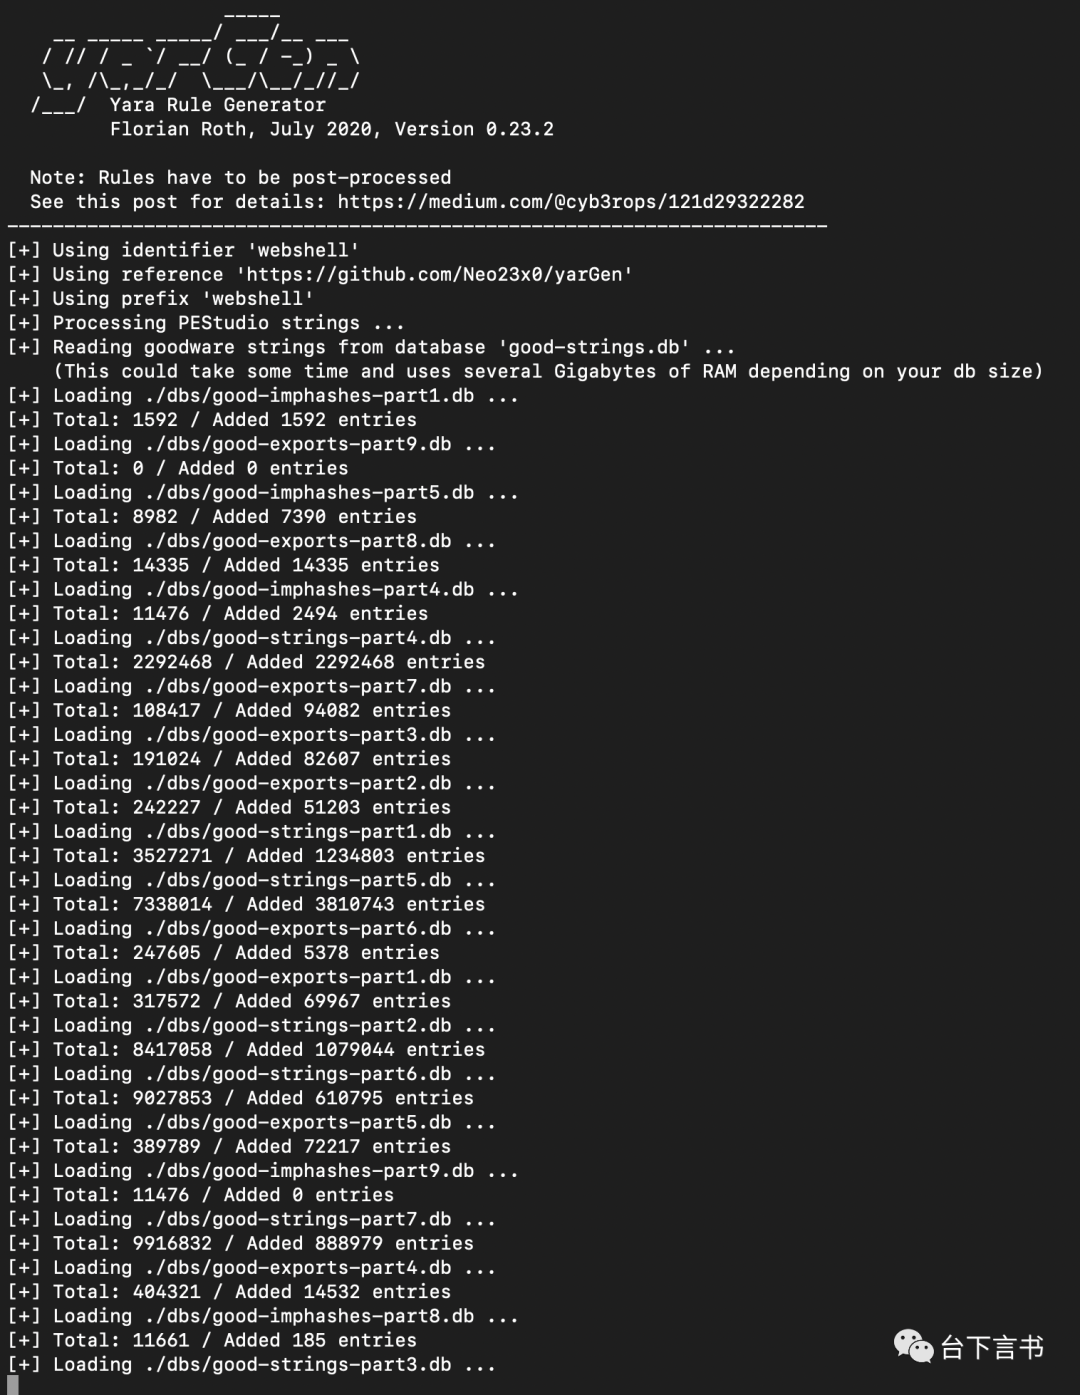 Yara Rule Generator
Florian Roth, July 2020, Version 0.23.2
Note: Rules have to be post-processed
See this post for details: https://medium.com/@cyb3rops/121d29322282
[+] Using identifier 'webshell'
[+] Using reference 'https://github.com/Neo23x0/yarGen'
[+] Using prefix 'webshell'
[+] Processing PEStudio strings ...
[+] Reading goodware strings from database 'good-strings.db' ...
(This could take some time and uses several Gigabytes of RAM depending on your db size)
[+] Loading ./dbs/good-imphashes-part1.db ...
[+] Total: 1592 / Added 1592 entries
[+] Loading ./dbs/good-exports-part9.db ...
[+] Total: 0 / Added 0 entries
[+] Loading ./dbs/good-imphashes-part5.db ...
[+] Total: 8982 / Added 7390 entries
[+] Loading ./dbs/good-exports-part8.db ...
[+] Total: 14335 / Added 14335 entries
[+] Loading ./dbs/good-imphashes-part4.db ...
[+] Total: 11476 / Added 2494 entries
[+] Loading ./dbs/good-strings-part4.db ...
[+] Total: 2292468 / Added 2292468 entries
[+] Loading ./dbs/good-exports-part7.db ...
[+] Total: 108417 / Added 94082 entries
[+] Loading ./dbs/good-exports-part3.db ...
[+] Total: 191024 / Added 82607 entries
[+] Loading ./dbs/good-exports-part2.db ...
[+] Total: 242227 / Added 51203 entries
[+] Loading ./dbs/good-strings-part1.db ...
[+] Total: 3527271 / Added 1234803 entries
[+] Loading ./dbs/good-strings-part5.db ...
[+] Total: 7338014 / Added 3810743 entries
[+] Loading ./dbs/good-exports-part6.db ...
[+] Total: 247605 / Added 5378 entries
[+] Loading ./dbs/good-exports-part1.db ...
[+] Total: 317572 / Added 69967 entries
[+] Loading ./dbs/good-strings-part2.db ...
[+] Total: 8417058 / Added 1079044 entries
[+] Loading ./dbs/good-strings-part6.db ...
[+] Total: 9027853 / Added 610795 entries
[+] Loading ./dbs/good-exports-part5.db ...
[+] Total: 389789 / Added 72217 entries
[+] Loading ./dbs/good-imphashes-part9.db ...
[+] Total: 11476 / Added 0 entries
[+] Loading ./dbs/good-strings-part7.db ...
[+] Total: 9916832 / Added 888979 entries
[+] Loading ./dbs/good-exports-part4.db ...
[+] Total: 404321 / Added 14532 entries
[+] Loading ./dbs/good-imphashes-part8.db ...
[+] Total: 11661 / Added 185 entries
[+] Loading ./dbs/good-strings-part3.db ...
台下言书